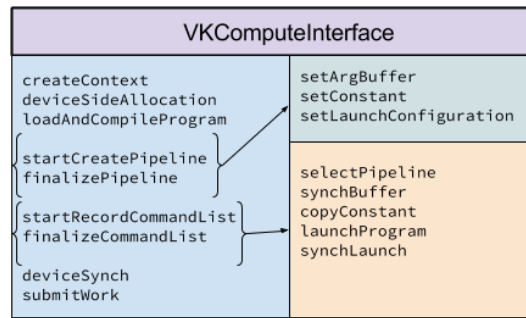 VKComputeInterface
createContext
deviceSideAllocation
loadAndCompileProgram
startCreatePipeline
finalizePipeline
startRecordCommandList
finalizeCommandList
deviceSynch
submitWork
setArgBuffer
setConstant
setLaunchConfiguration
selectPipeline
synchBuffer
copyConstant
launchProgram
synchLaunch